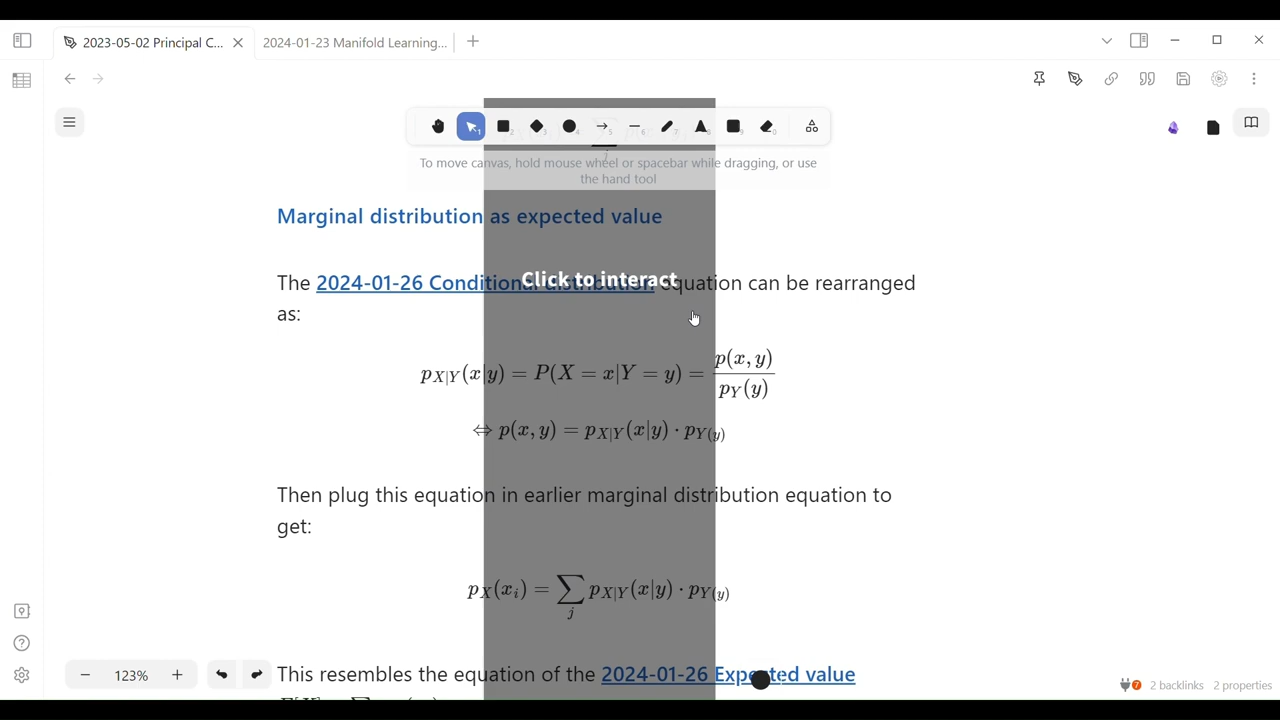 2023-05-02 Principal C...
2024-01-23 Manifold Learning...
To move canvas, hold mouse wheel or spacebar while dragging, or use
the hand tool
Marginal distribution as expected value
Click to interact
The 2024-01-26 Conditional distribution equation can be rearranged
as:
p_{X|Y}(x|y) = P(X = x|Y = y) = p(x, y) / p_Y(y)
⇔ p(x, y) = p_{X|Y}(x|y) · p_{Y(y)}
Then plug this equation in earlier marginal distribution equation to
get:
p_X(x_i) = ∑_j p_{X|Y}(x|y) · p_{Y(y)}
This resembles the equation of the 2024-01-26 Expected value
123%
7 2 backlinks 2 properties